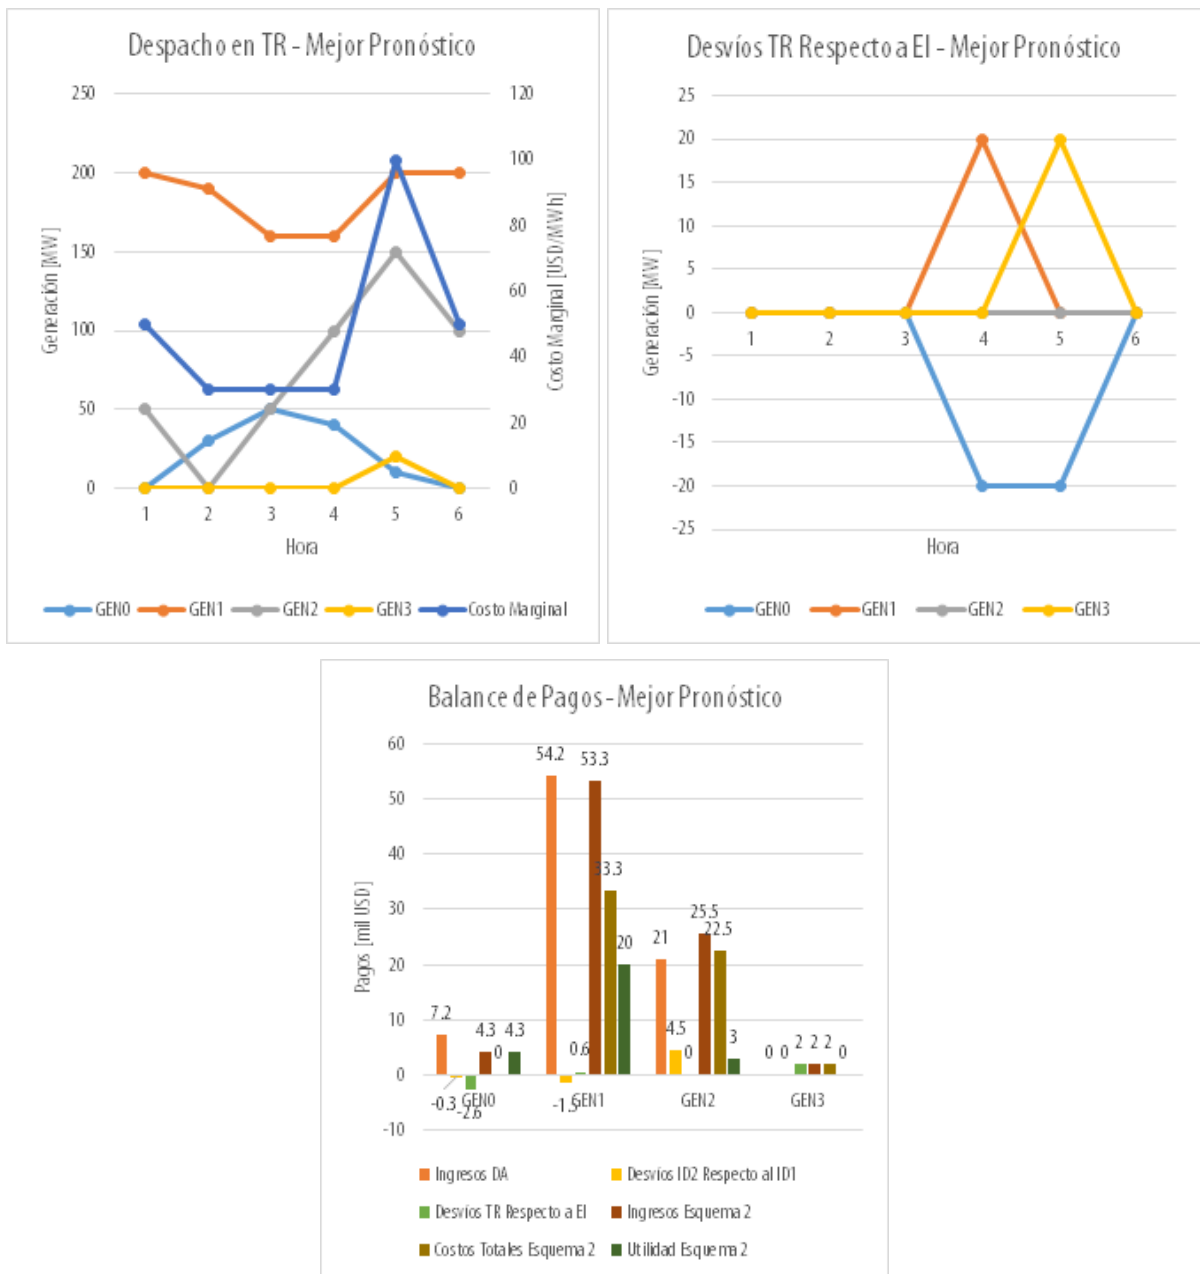 Despacho en TR - Mejor Pronóstico
250
200
150
100
50
0
120
100
80
60
40
20
0
Generación [MW]
Costo Marginal [USD/MWh]
1 2 3 4 5 6
Hora
GEN0 GEN1 GEN2 GEN3 Costo Marginal
Desvíos TR Respecto a EI - Mejor Pronóstico
25
20
15
10
5
0
-5
-10
-15
-20
-25
Generación [MW]
1 2 3 4 5 6
Hora
GEN0 GEN1 GEN2 GEN3
Balance de Pagos - Mejor Pronóstico
60
50
40
30
20
10
0
-10
Pagos [mil USD]
7.2 -0.3 -2.6 4.3 0 4.3
54.2 -1.5 0.6 53.3 33.3 20
21 4.5 0 25.5 22.5 3
0 0 2 2 2 0
GEN0 GEN1 GEN2 GEN3
Ingresos DA Desvíos ID2 Respecto al ID1
Desvíos TR Respecto a EI Ingresos Esquema 2
Costos Totales Esquema 2 Utilidad Esquema 2